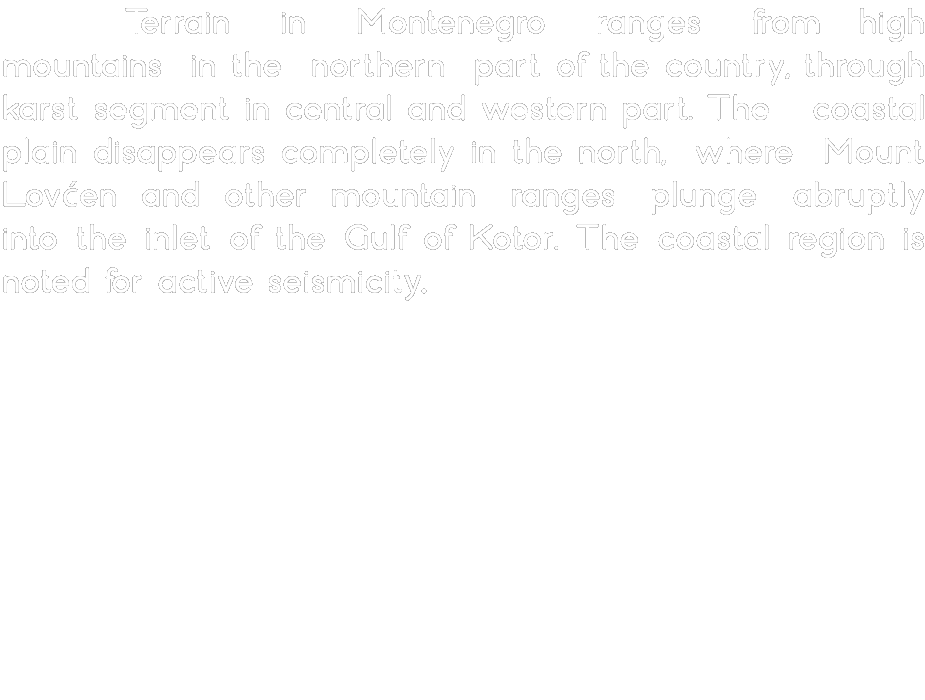 Terrain in Montenegro ranges from high
mountains in the northern part of the country, through
karst segment in central and western part. The coastal
plain disappears completely in the north, where Mount
Lovćen and other mountain ranges plunge abruptly
into the inlet of the Gulf of Kotor. The coastal region is
noted for active seismicity.